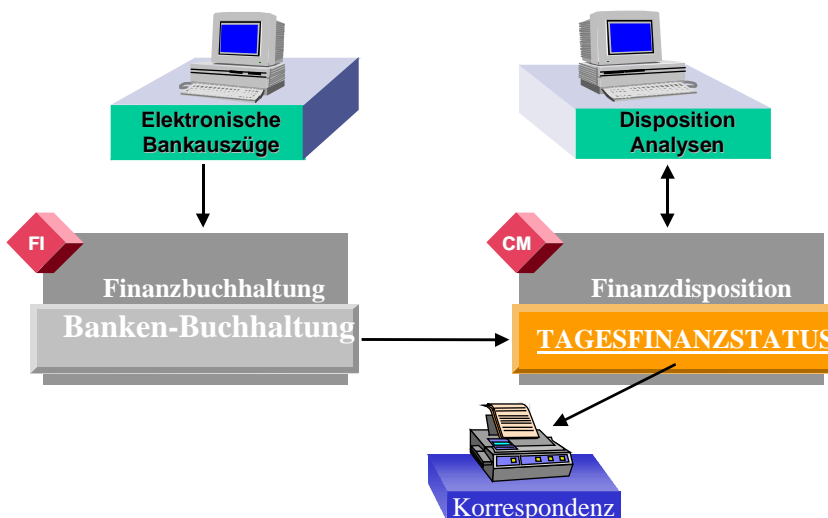 Elektronische
Bankauszüge
Disposition
Analysen
FI
Finanzbuchhaltung
Banken-Buchhaltung
CM
Finanzdisposition
TAGESFINANZSTATUS
Korrespondenz